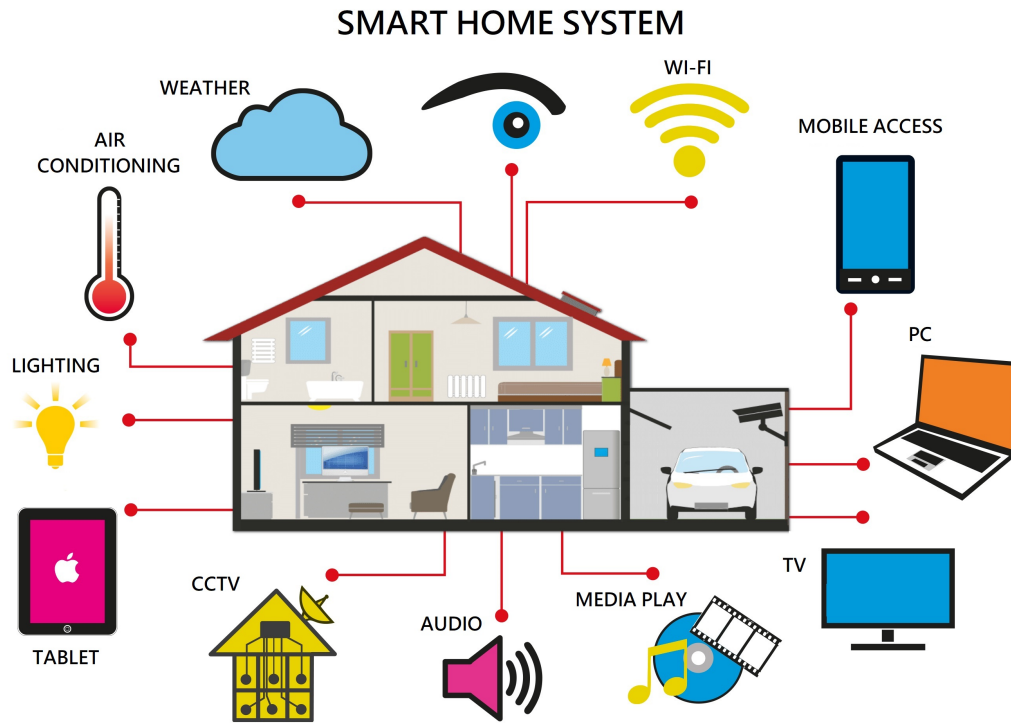 SMART HOME SYSTEM
WEATHER
WI-FI
MOBILE ACCESS
AIR
CONDITIONING
PC
LIGHTING
TV
CCTV
MEDIA PLAY
AUDIO
TABLET